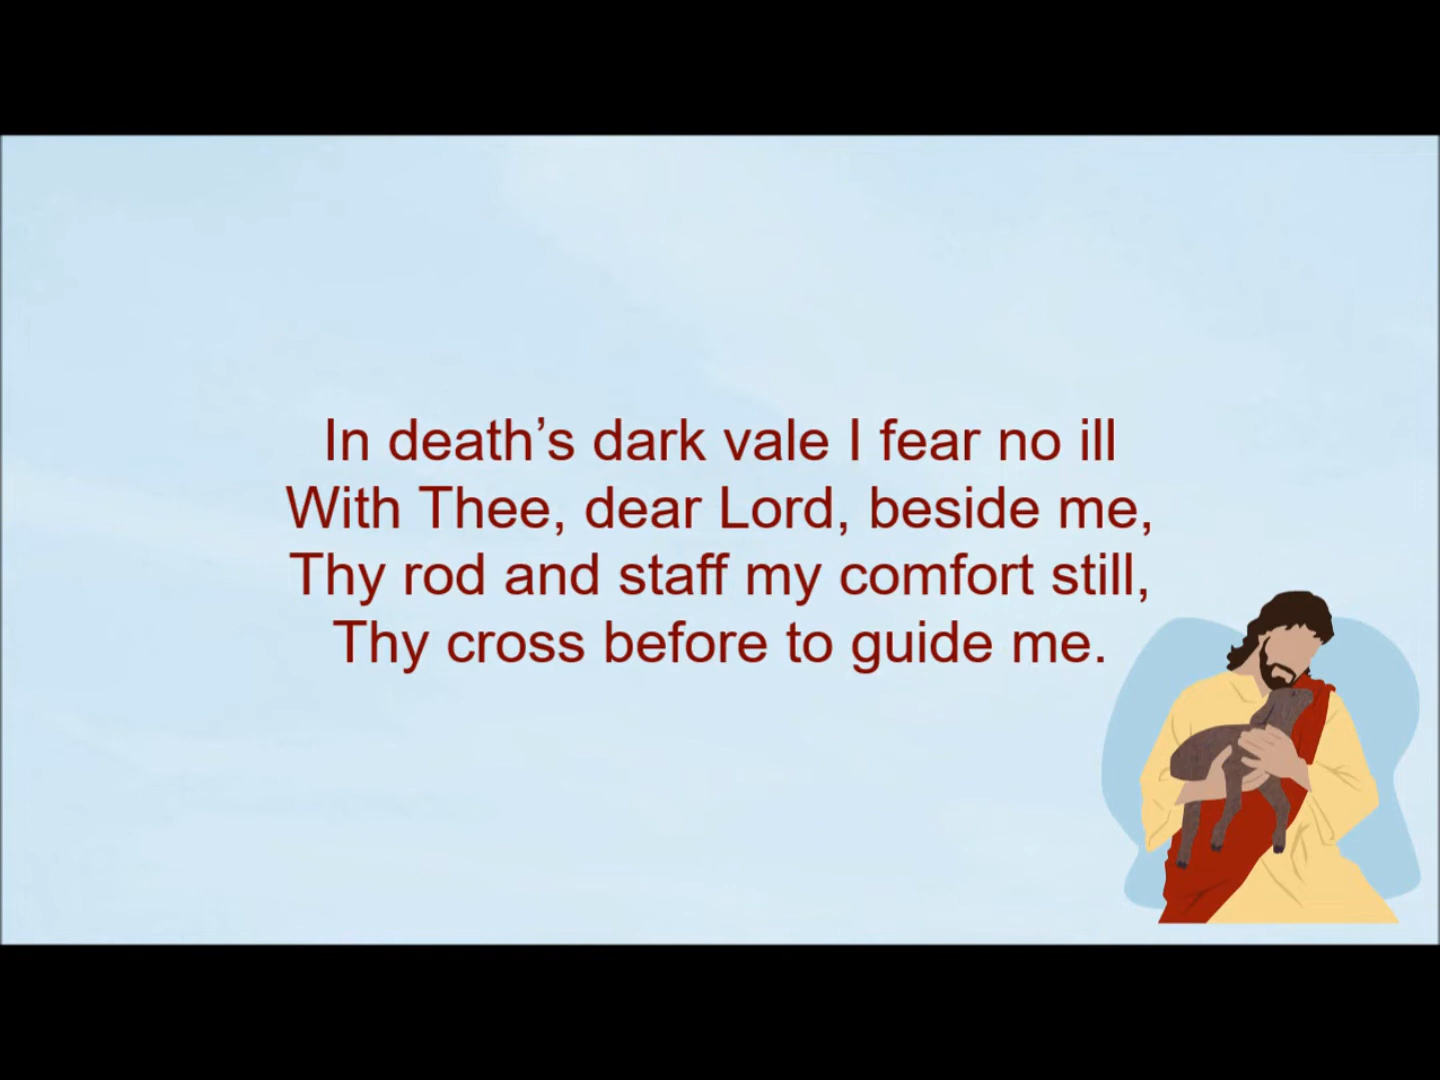 In death’s dark vale I fear no ill
With Thee, dear Lord, beside me,
Thy rod and staff my comfort still,
Thy cross before to guide me.